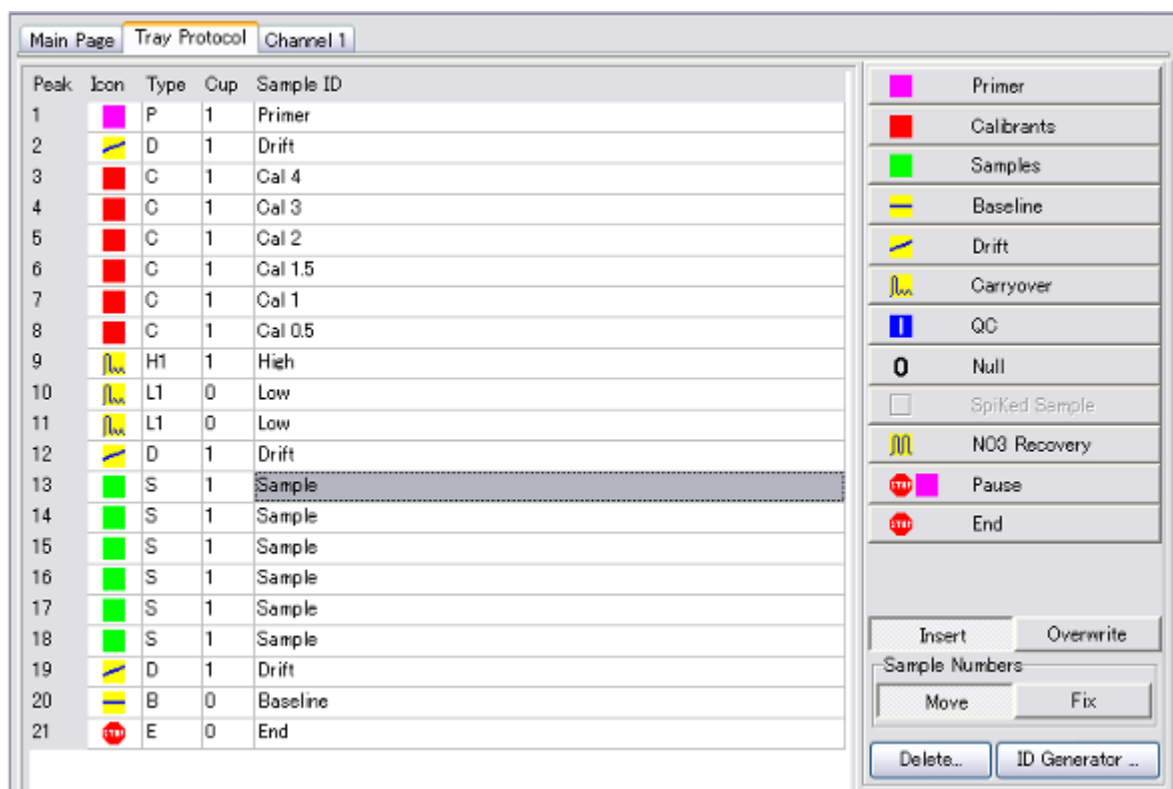 Main Page Tray Protocol Channel 1
Peak Icon Type Cup Sample ID
1 P 1 Primer
2 D 1 Drift
3 C 1 Cal 4
4 C 1 Cal 3
5 C 1 Cal 2
6 C 1 Cal 1.5
7 C 1 Cal 1
8 C 1 Cal 0.5
9 H1 1 High
10 L1 0 Low
11 L1 0 Low
12 D 1 Drift
13 S 1 Sample
14 S 1 Sample
15 S 1 Sample
16 S 1 Sample
17 S 1 Sample
18 S 1 Sample
19 D 1 Drift
20 B 0 Baseline
21 STOP E 0 End
Primer
Calibrants
Samples
Baseline
Drift
Carryover
I QC
0 Null
SpiKed Sample
NO3 Recovery
STOP Pause
STOP End
Insert Overwrite
Sample Numbers
Move Fix
Delete... ID Generator ...